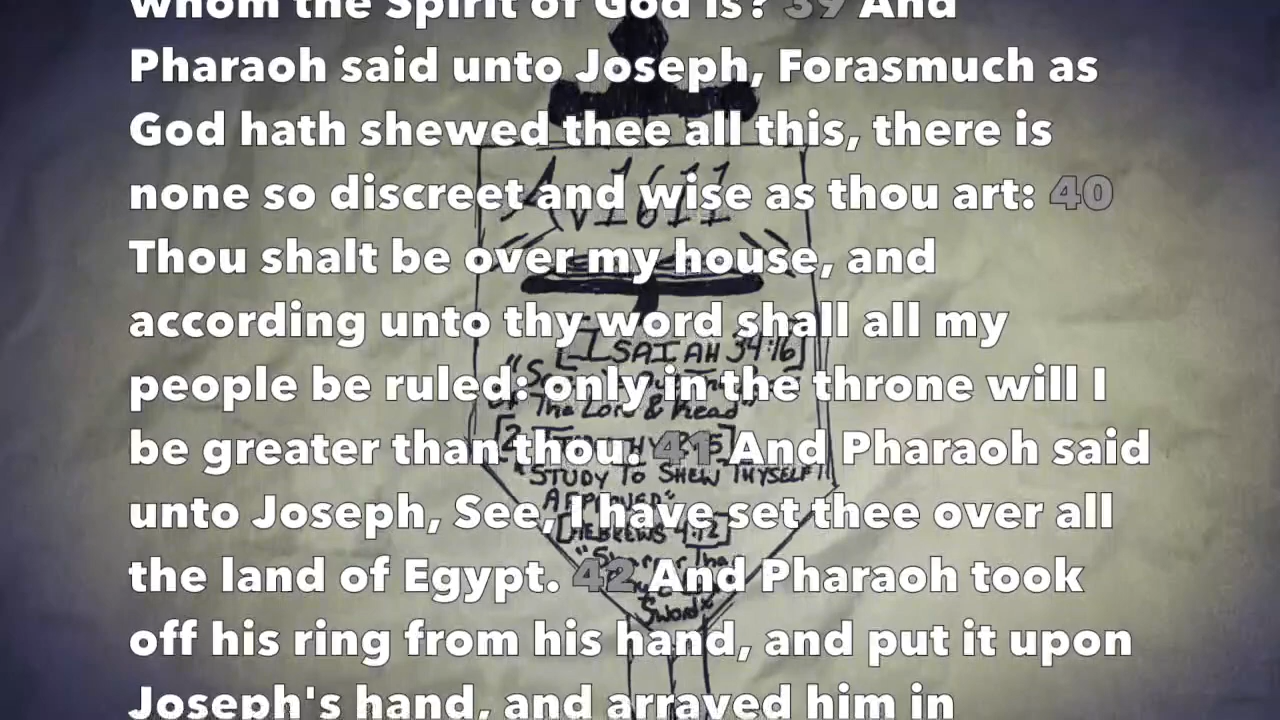 whom the Spirit of God is? 39 And
Pharaoh said unto Joseph, Forasmuch as
God hath shewed thee all this, there is
none so discreet and wise as thou art: 40
Thou shalt be over my house, and
according unto thy word shall all my
people be ruled: only in the throne will I
be greater than thou. 41 And Pharaoh said
unto Joseph, See, I have set thee over all
the land of Egypt. 42 And Pharaoh took
off his ring from his hand, and put it upon
Joseph's hand, and arrayed him in
AV1611
[ISAIAH 34:16]
of The Lord & Read"
"STUDY TO SHEW THYSELF
APPROVED"
[HEBREWS 4:12]
Sword"